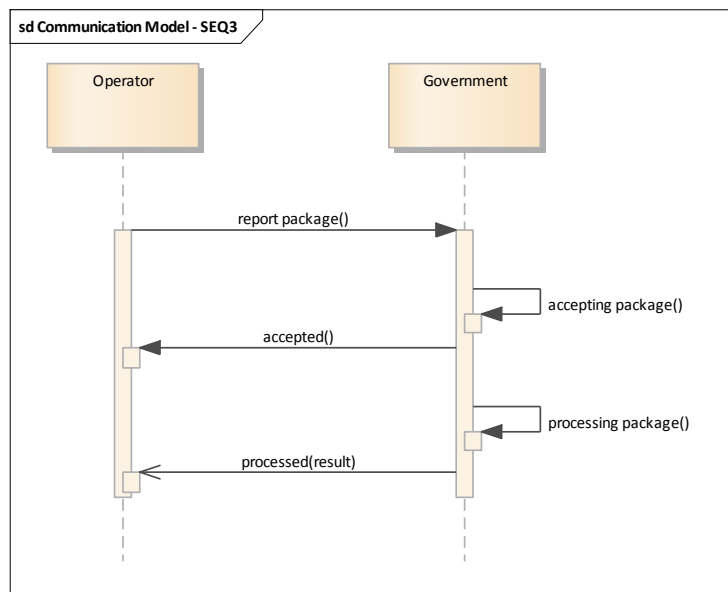 sd Communication Model - SEQ3
Operator
Government
report package()
accepting package()
accepted()
processing package()
processed(result)